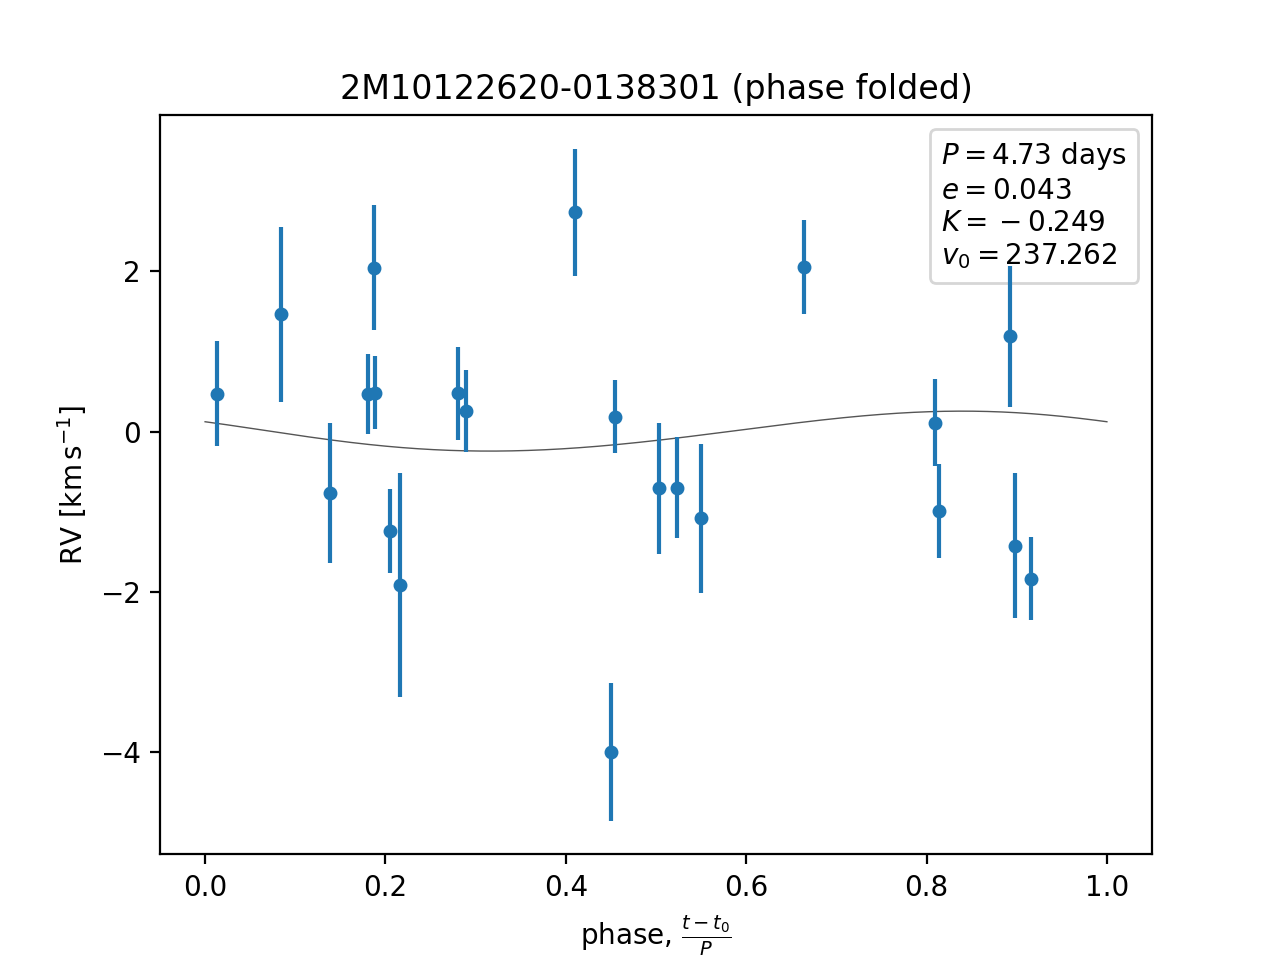 2M10122620-0138301 (phase folded)
P = 4.73 days
e = 0.043
K = −0.249
v₀ = 237.262
RV [km s⁻¹]
2
0
−2
−4
0.0 0.2 0.4 0.6 0.8 1.0
phase, (t − t₀)/P